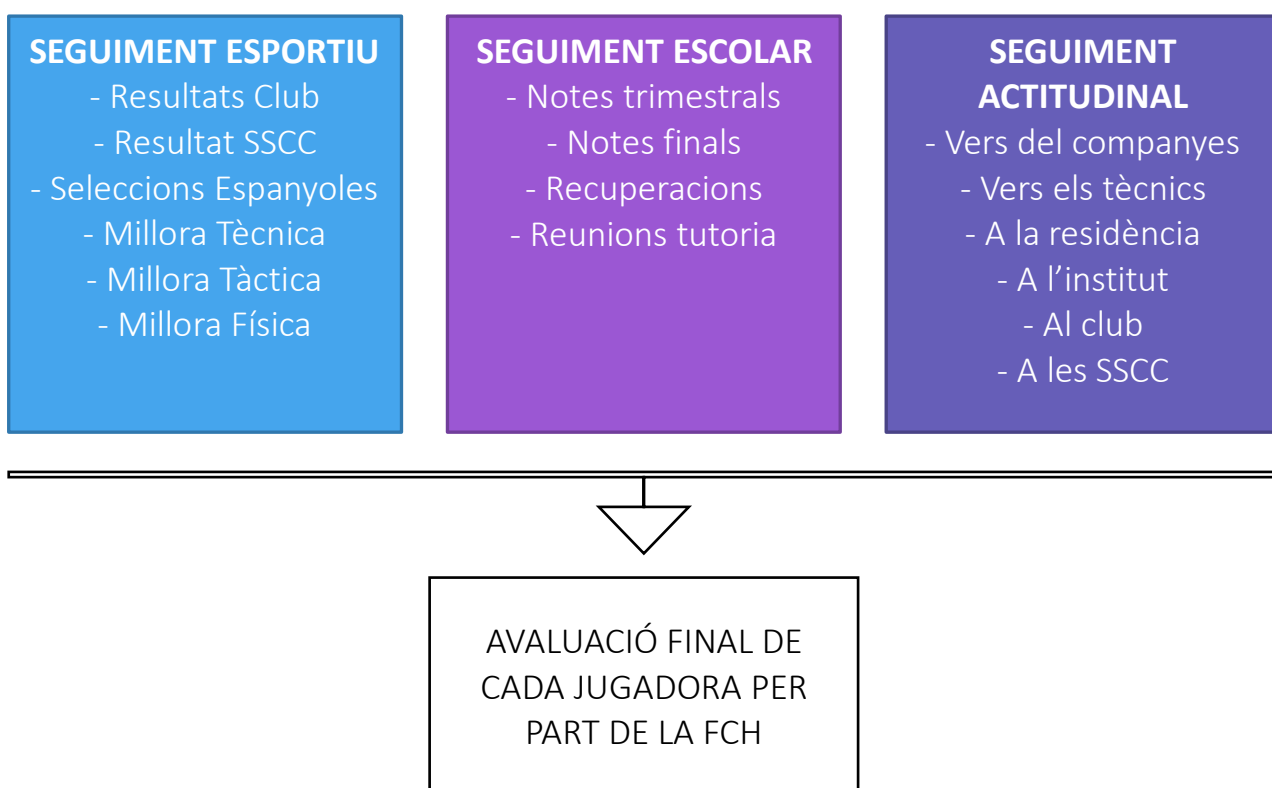 SEGUIMENT ESPORTIU
- Resultats Club
- Resultat SSCC
- Seleccions Espanyoles
- Millora Tècnica
- Millora Tàctica
- Millora Física
SEGUIMENT ESCOLAR
- Notes trimestrals
- Notes finals
- Recuperacions
- Reunions tutoria
SEGUIMENT
ACTITUDINAL
- Vers del companyes
- Vers els tècnics
- A la residència
- A l’institut
- Al club
- A les SSCC
AVALUACIÓ FINAL DE
CADA JUGADORA PER
PART DE LA FCH